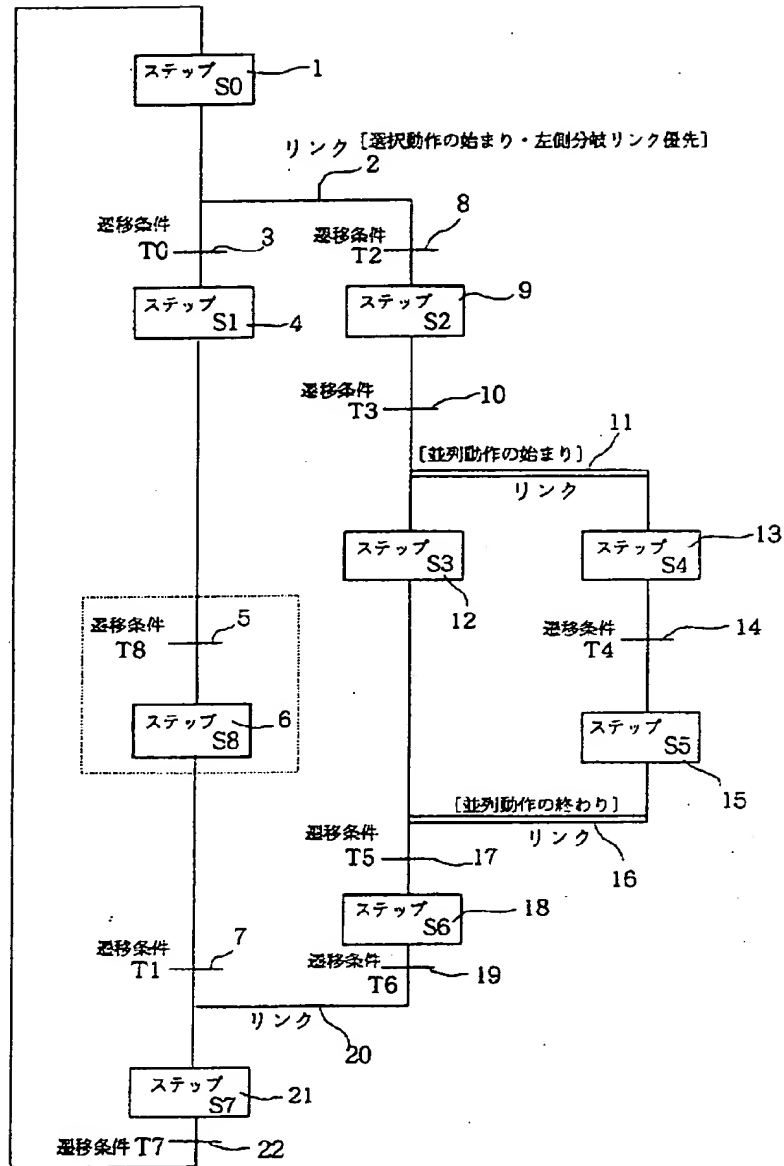 ステップ
S0
1
リンク [選択動作の始まり・左側分岐リンク優先]
2
遷移条件
T0
3
遷移条件
T2
8
ステップ
S1
4
ステップ
S2
9
遷移条件
T3
10
[並列動作の始まり]
11
リンク
ステップ
S3
12
ステップ
S4
13
遷移条件
T8
5
遷移条件
T4
14
ステップ
S8
6
ステップ
S5
15
[並列動作の終わり]
リンク
16
遷移条件
T5
17
ステップ
S6
18
遷移条件
T1
7
遷移条件
T6
19
リンク
20
ステップ
S7
21
遷移条件 T7
22